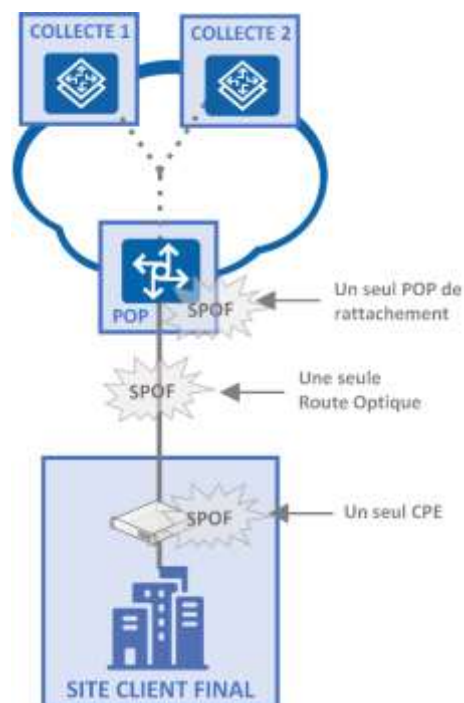 COLLECTE 1
COLLECTE 2
POP
SPOF
Un seul POP de
rattachement
SPOF
Une seule
Route Optique
SPOF
Un seul CPE
SITE CLIENT FINAL